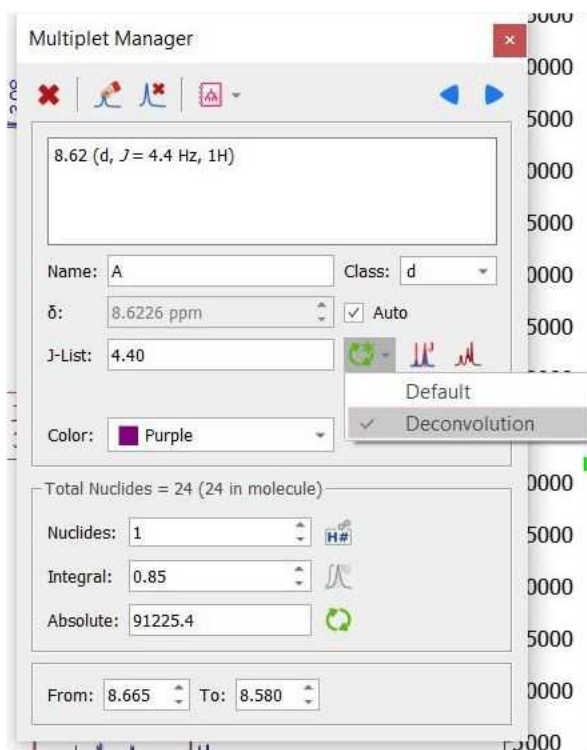 Multiplet Manager
8.62 (d, J = 4.4 Hz, 1H)
Name: A Class: d
δ: 8.6226 ppm Auto
J-List: 4.40
Default
Deconvolution
Color: Purple
Total Nuclides = 24 (24 in molecule)
Nuclides: 1 H#
Integral: 0.85
Absolute: 91225.4
From: 8.665 To: 8.580